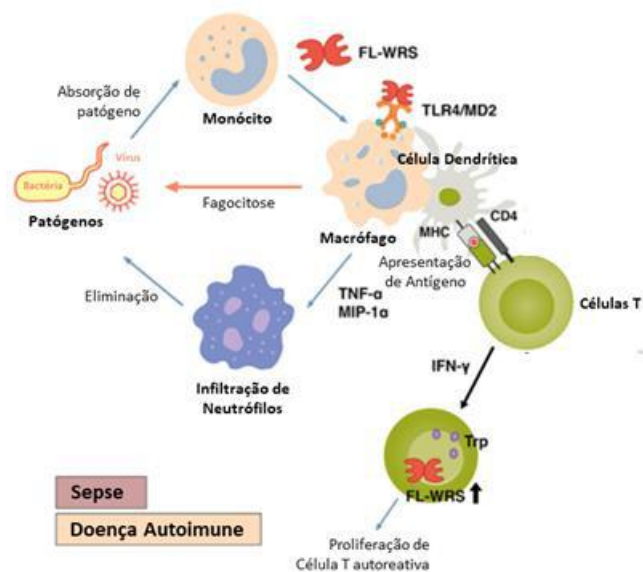 FL-WRS
Absorção de
patógeno
Monócito
TLR4/MD2
Vírus
Bactéria
Patógenos
Fagocitose
Célula Dendrítica
Macrófago
MHC
CD4
Apresentação
de Antígeno
Células T
TNF-α
MIP-1α
Eliminação
Infiltração de
Neutrófilos
IFN-γ
Trp
FL-WRS
Sepse
Doença Autoimune
Proliferação de
Célula T autoreativa